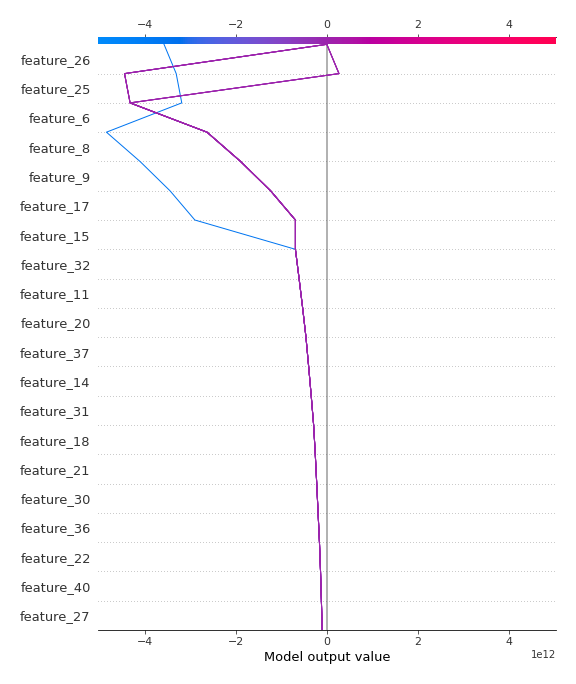 −4 −2 0 2 4
feature_26
feature_25
feature_6
feature_8
feature_9
feature_17
feature_15
feature_32
feature_11
feature_20
feature_37
feature_14
feature_31
feature_18
feature_21
feature_30
feature_36
feature_22
feature_40
feature_27
−4 −2 0 2 4
Model output value 1e12